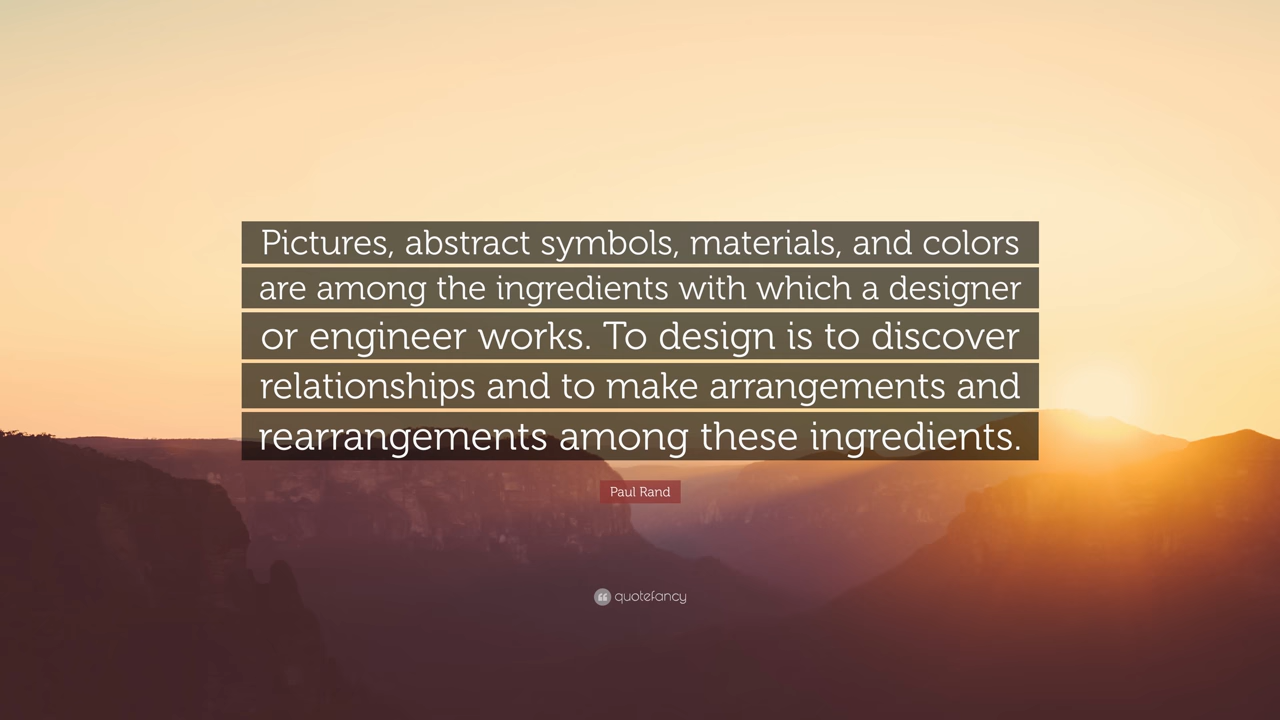 Pictures, abstract symbols, materials, and colors
are among the ingredients with which a designer
or engineer works. To design is to discover
relationships and to make arrangements and
rearrangements among these ingredients.
Paul Rand
quotefancy